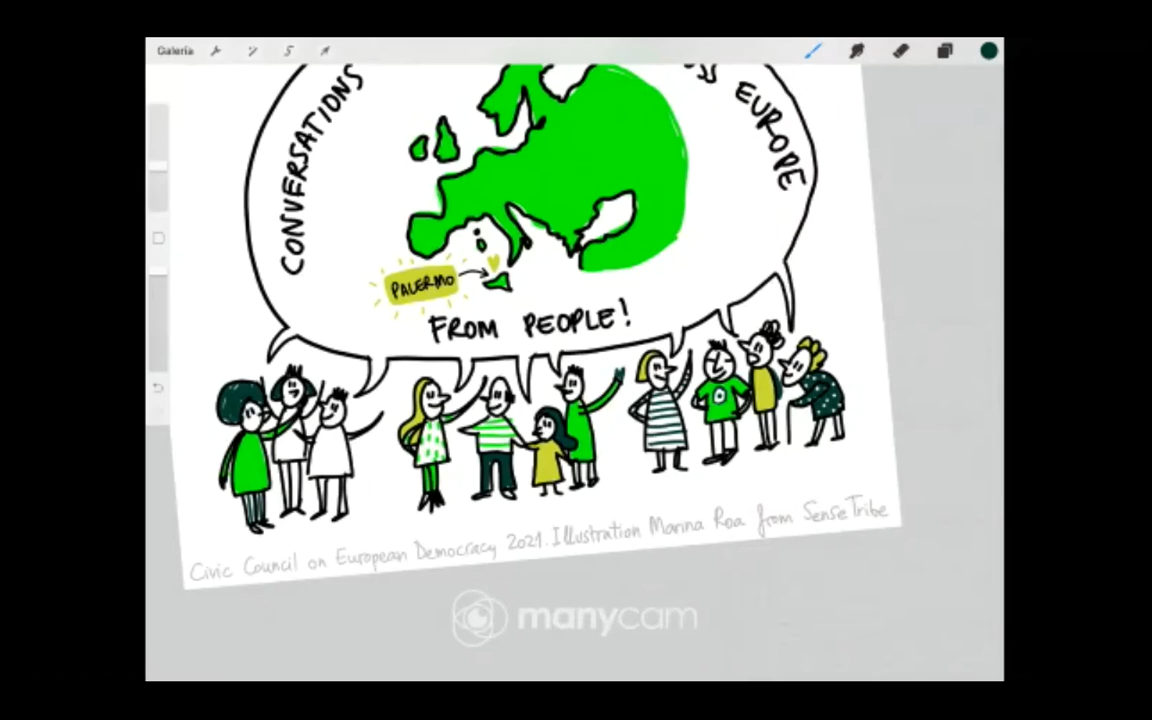 Galería
CONVERSATIONS
EUROPE
PALERMO
FROM PEOPLE!
Civic Council on European Democracy 2021. Illustration Marina Roa from SenseTribe
manycam